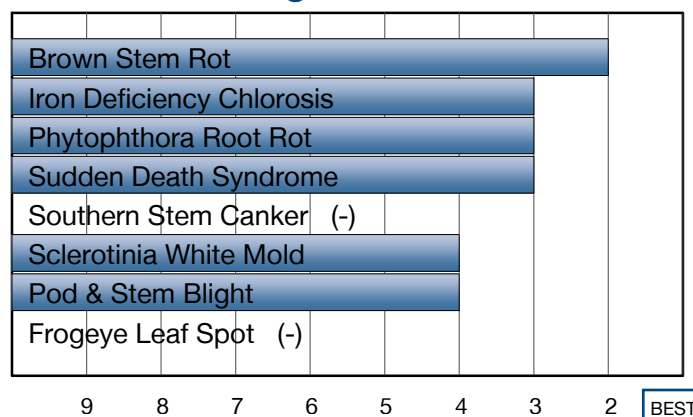 Brown Stem Rot
Iron Deficiency Chlorosis
Phytophthora Root Rot
Sudden Death Syndrome
Southern Stem Canker (-)
Sclerotinia White Mold
Pod & Stem Blight
Frogeye Leaf Spot (-)
9 8 7 6 5 4 3 2 BEST